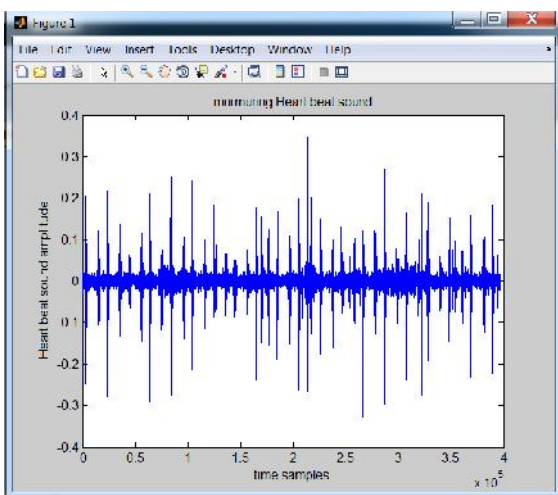 Figure 1
File Edit View Insert Tools Desktop Window Help
murmuring Heart beat sound
0.4
0.3
0.2
0.1
0
0.1
-0.2
-0.3
-0.4
Heart beat sound amplitude
0 0.5 1 1.5 2 2.5 3 3.5 4
time samples
x 10^5